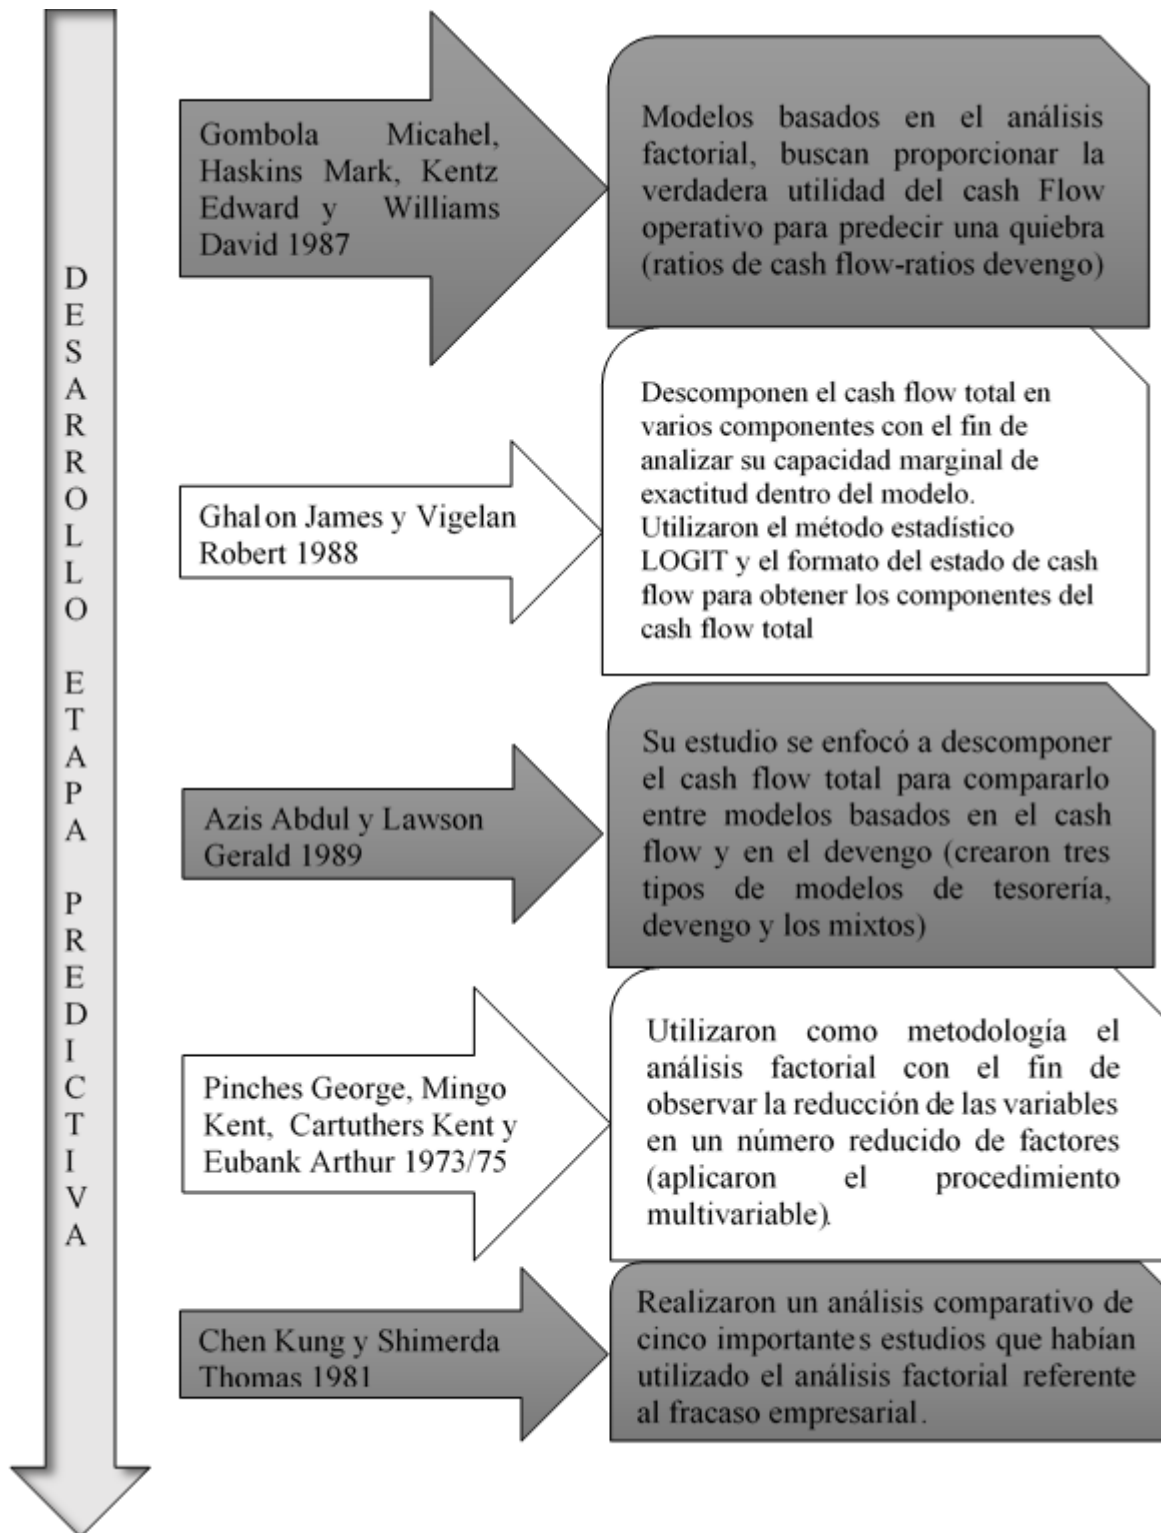 DESARROLLO ETAPA PREDICTIVA
Gombola Micahel,
Haskins Mark, Kentz
Edward y Williams
David 1987
Modelos basados en el análisis
factorial, buscan proporcionar la
verdadera utilidad del cash Flow
operativo para predecir una quiebra
(ratios de cash flow-ratios devengo)
Ghalon James y Vigelan
Robert 1988
Descomponen el cash flow total en
varios componentes con el fin de
analizar su capacidad marginal de
exactitud dentro del modelo.
Utilizaron el método estadístico
LOGIT y el formato del estado de cash
flow para obtener los componentes del
cash flow total
Azis Abdul y Lawson
Gerald 1989
Su estudio se enfocó a descomponer
el cash flow total para compararlo
entre modelos basados en el cash
flow y en el devengo (crearon tres
tipos de modelos de tesorería,
devengo y los mixtos)
Pinches George, Mingo
Kent, Cartuthers Kent y
Eubank Arthur 1973/75
Utilizaron como metodología el
análisis factorial con el fin de
observar la reducción de las variables
en un número reducido de factores
(aplicaron el procedimiento
multivariable).
Chen Kung y Shimerda
Thomas 1981
Realizaron un análisis comparativo de
cinco importantes estudios que habían
utilizado el análisis factorial referente
al fracaso empresarial.